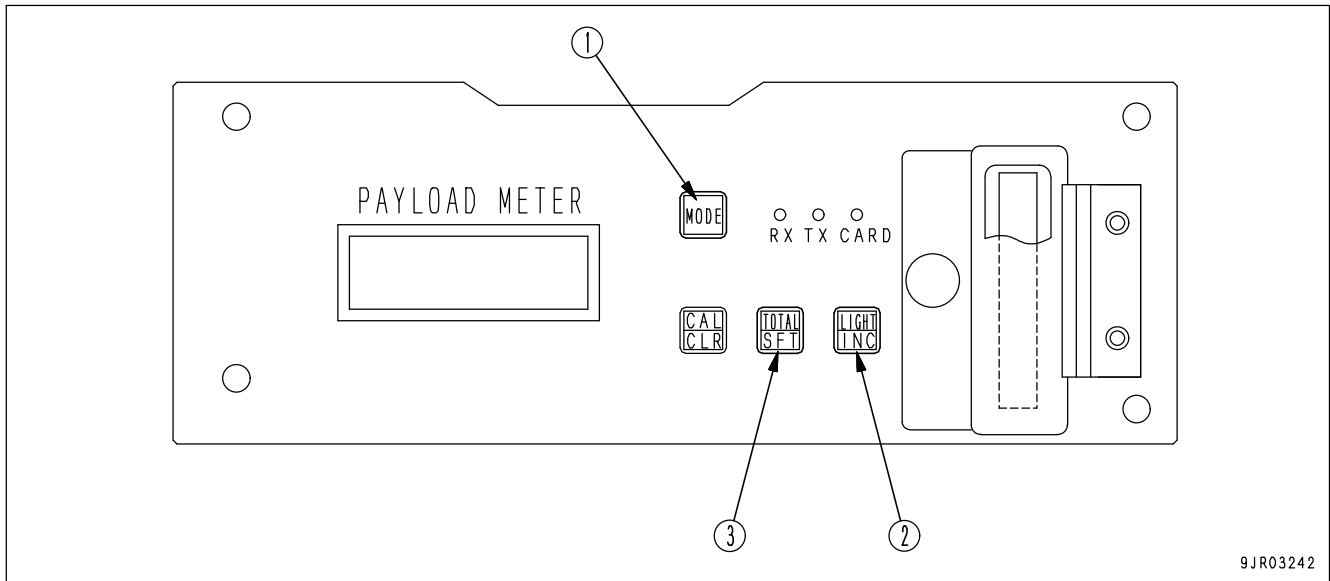 1
PAYLOAD METER
MODE
RX TX CARD
CAL
CLR
TOTAL
SFT
LIGHT
INC
3
2
9JR03242